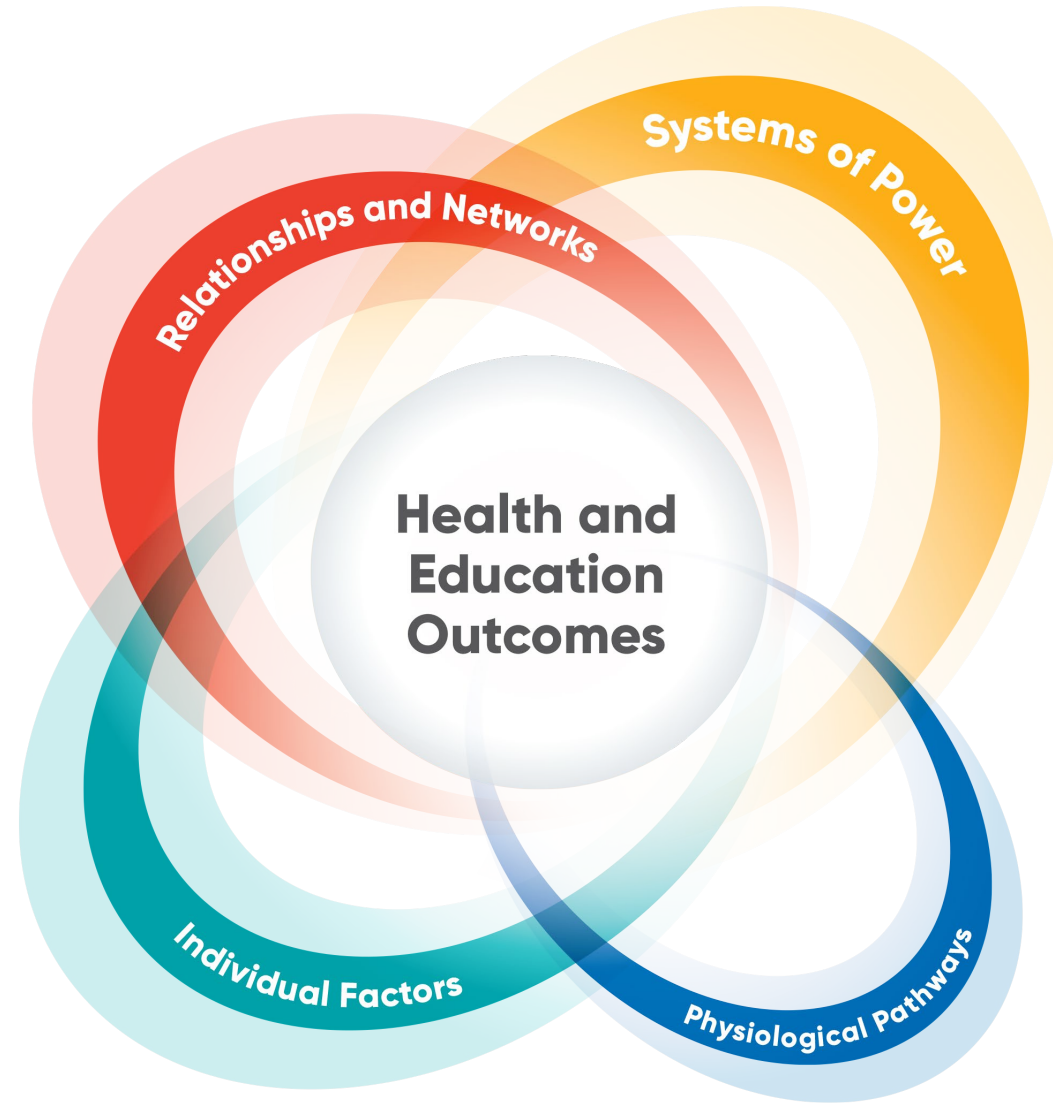 Systems of Power
Relationships and Networks
Health and
Education
Outcomes
Individual Factors
Physiological Pathways